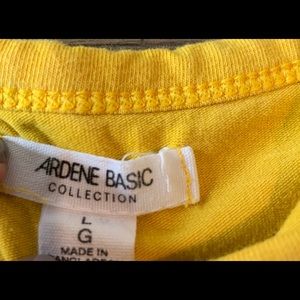 ARDENE BASIC
COLLECTION
L
G
MADE IN